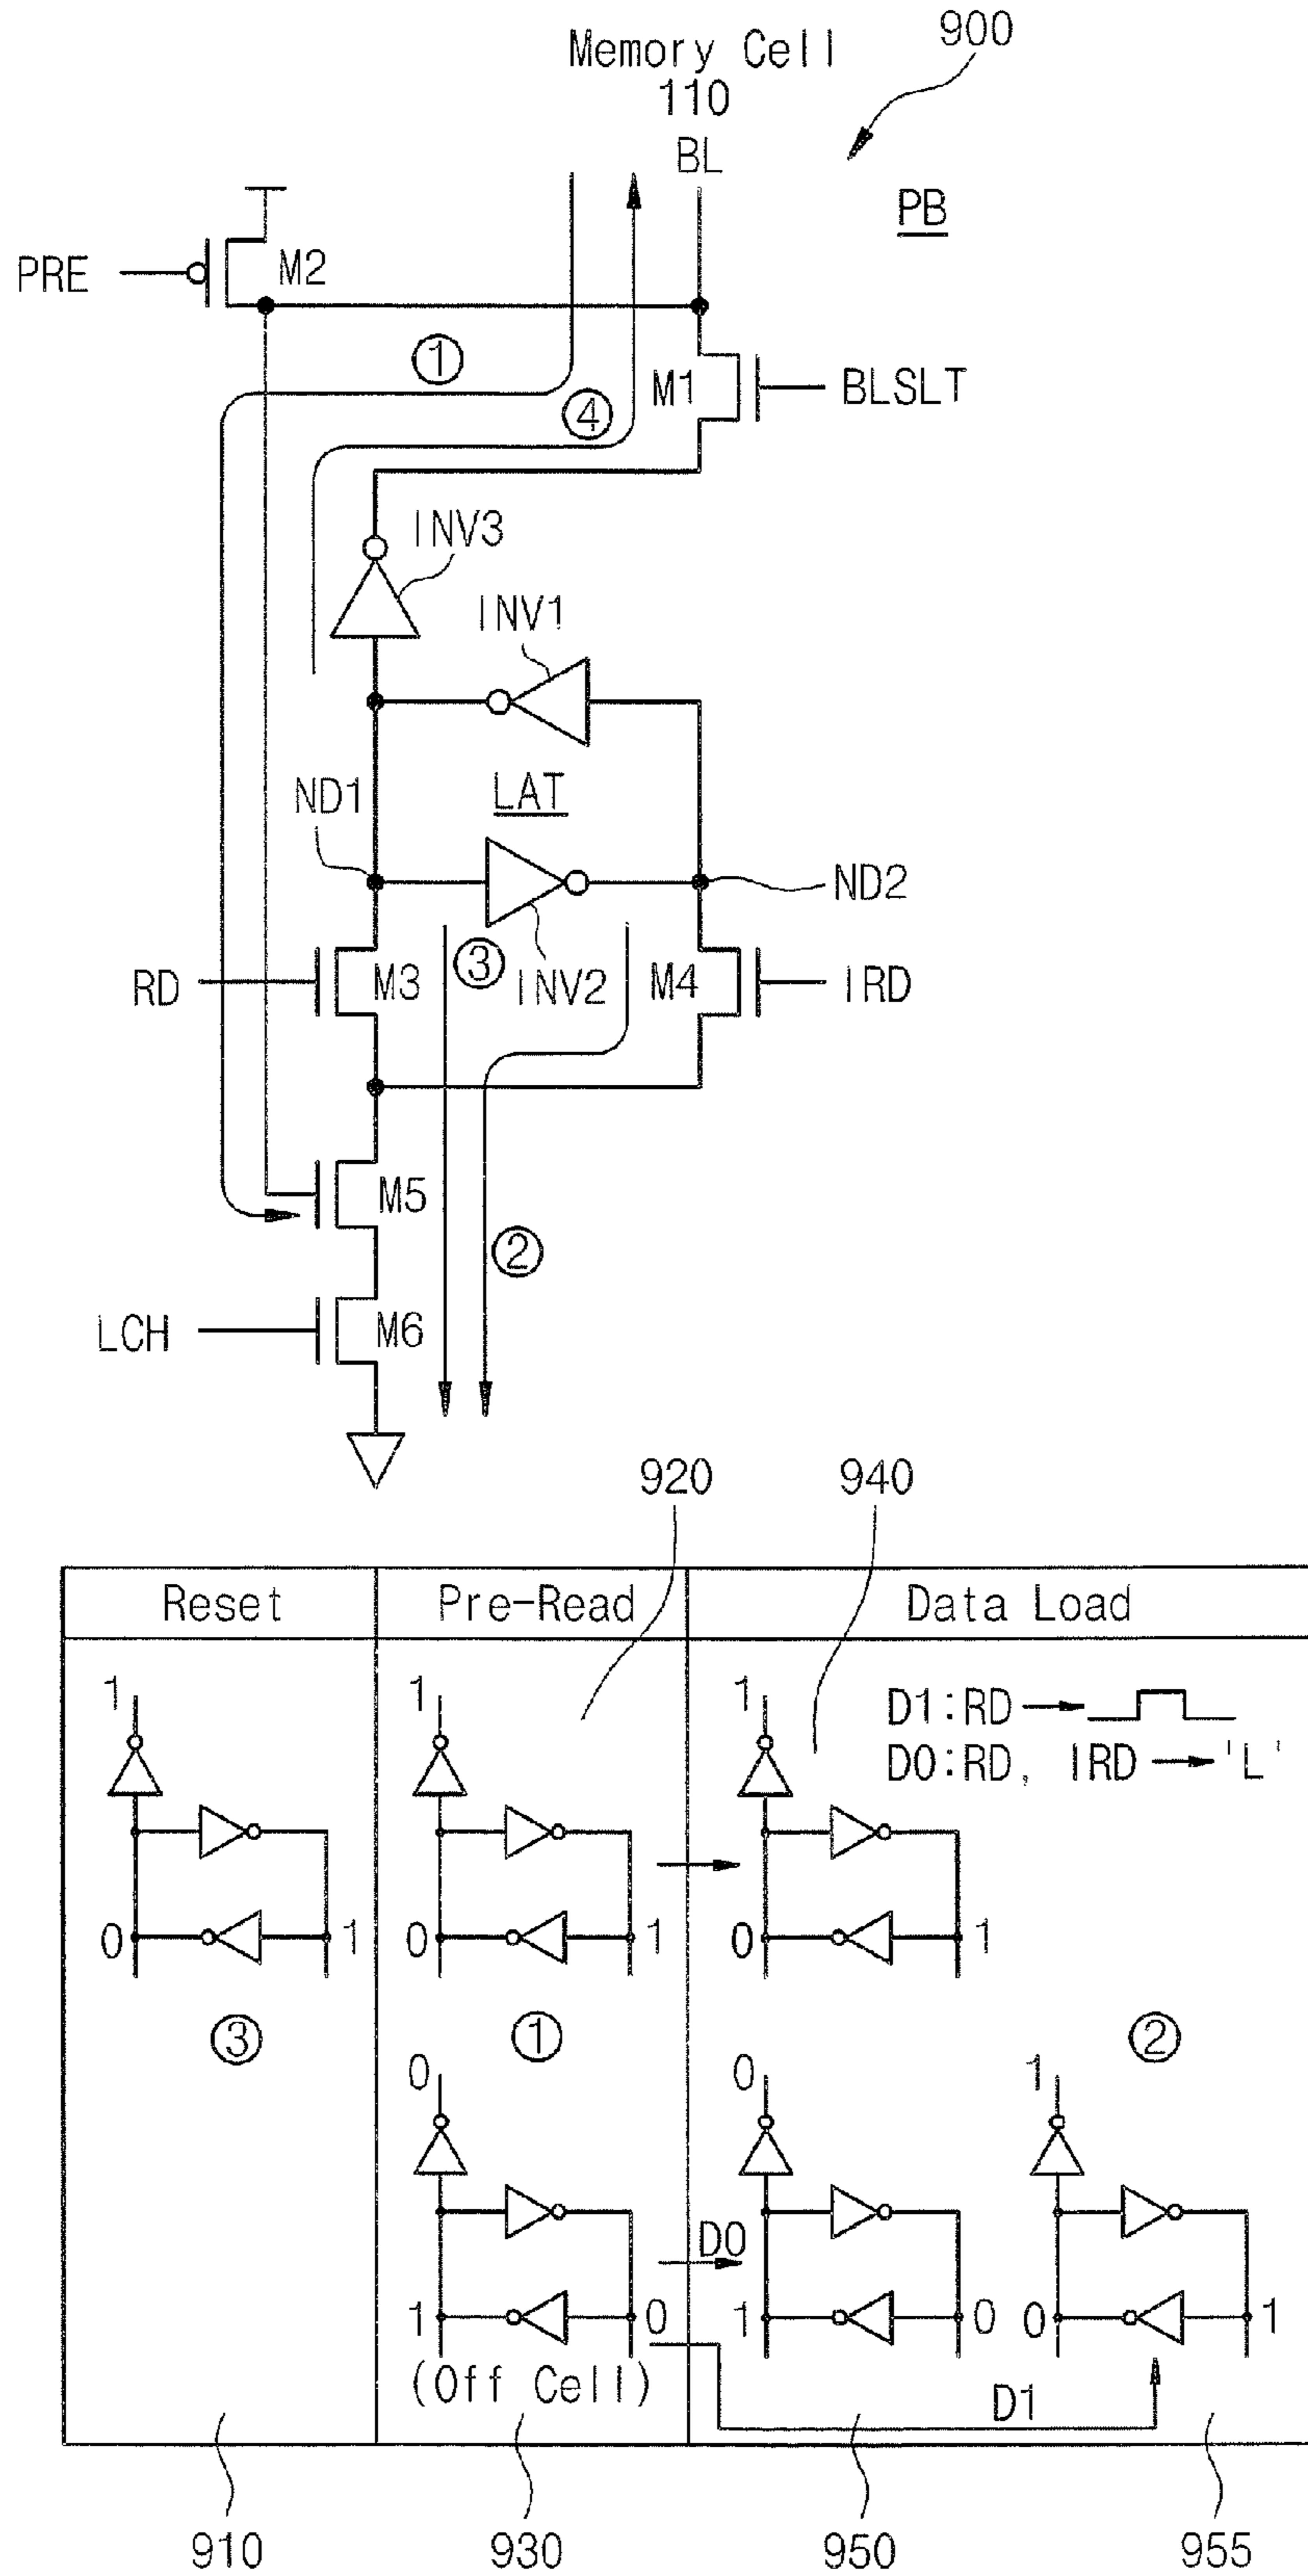 900
Memory Cell
110
BL
PB
PRE
M2
①
M1
BLSLT
④
INV3
INV1
ND1
LAT
ND2
RD
M3
③
INV2
M4
IRD
M5
②
LCH
M6
920
940
Reset
Pre-Read
Data Load
1
1
1
D1:RD
D0:RD, IRD → 'L'
0
1
0
1
0
1
③
①
②
0
0
1
D0
1
0
1
0
0
1
(Off Cell)
D1
910
930
950
955